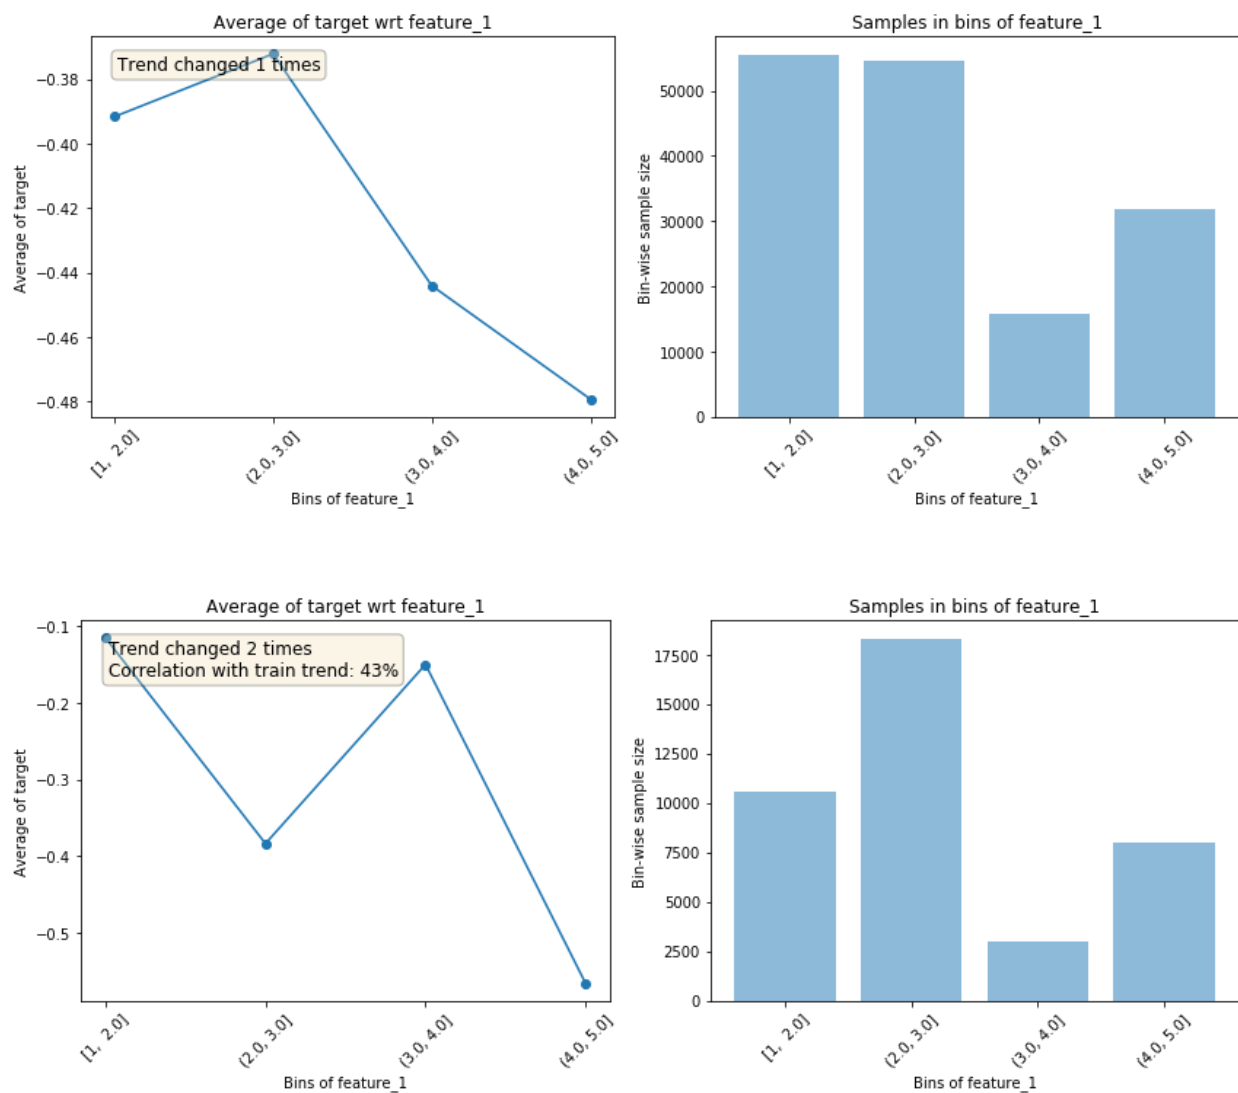 Average of target wrt feature_1
Samples in bins of feature_1
Trend changed 1 times
−0.38
−0.40
−0.42
−0.44
−0.46
−0.48
Average of target
[1, 2.0]
(2.0, 3.0]
(3.0, 4.0]
(4.0, 5.0]
Bins of feature_1
50000
40000
30000
20000
10000
0
Bin-wise sample size
[1, 2.0]
(2.0, 3.0]
(3.0, 4.0]
(4.0, 5.0]
Bins of feature_1
Average of target wrt feature_1
Samples in bins of feature_1
Trend changed 2 times
Correlation with train trend: 43%
−0.1
−0.2
−0.3
−0.4
−0.5
Average of target
[1, 2.0]
(2.0, 3.0]
(3.0, 4.0]
(4.0, 5.0]
Bins of feature_1
17500
15000
12500
10000
7500
5000
2500
0
Bin-wise sample size
[1, 2.0]
(2.0, 3.0]
(3.0, 4.0]
(4.0, 5.0]
Bins of feature_1